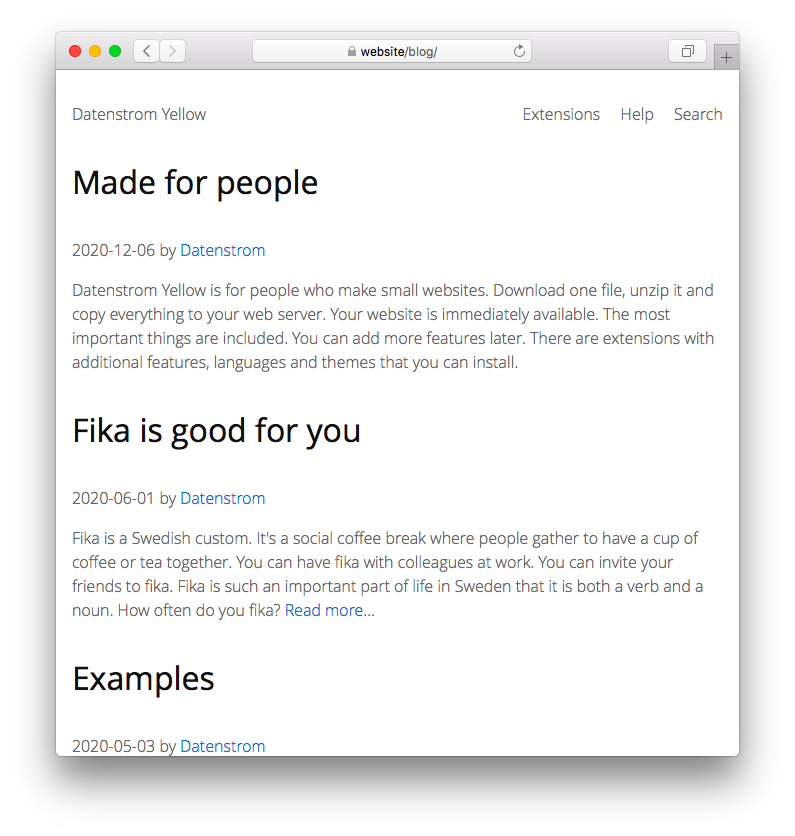 website/blog/
Datenstrom Yellow Extensions Help Search
Made for people
2020-12-06 by Datenstrom
Datenstrom Yellow is for people who make small websites. Download one file, unzip it and
copy everything to your web server. Your website is immediately available. The most
important things are included. You can add more features later. There are extensions with
additional features, languages and themes that you can install.
Fika is good for you
2020-06-01 by Datenstrom
Fika is a Swedish custom. It's a social coffee break where people gather to have a cup of
coffee or tea together. You can have fika with colleagues at work. You can invite your
friends to fika. Fika is such an important part of life in Sweden that it is both a verb and a
noun. How often do you fika? Read more…
Examples
2020-05-03 by Datenstrom